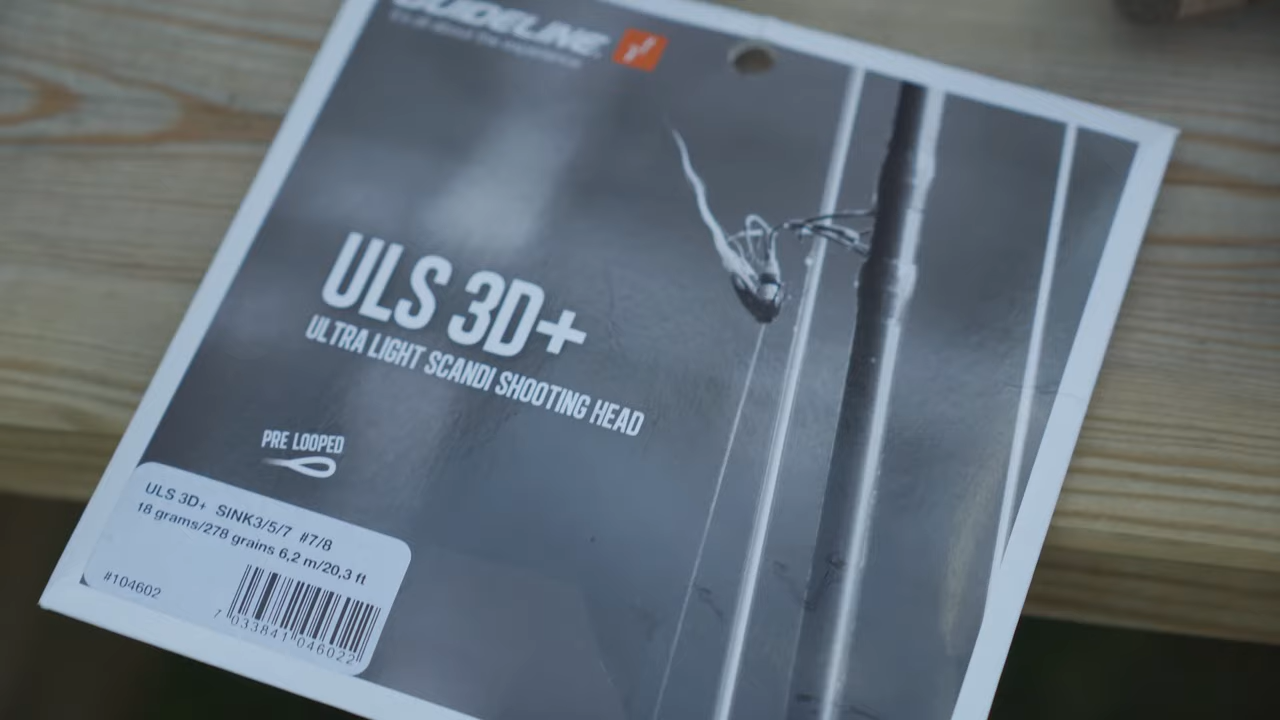 GUIDELINE
ULS 3D+
ULTRA LIGHT SCANDI SHOOTING HEAD
PRE LOOPED
ULS 3D+ SINK3/5/7 #7/8
18 grams/278 grains 6,2 m/20,3 ft
#104602
7 033841 046022